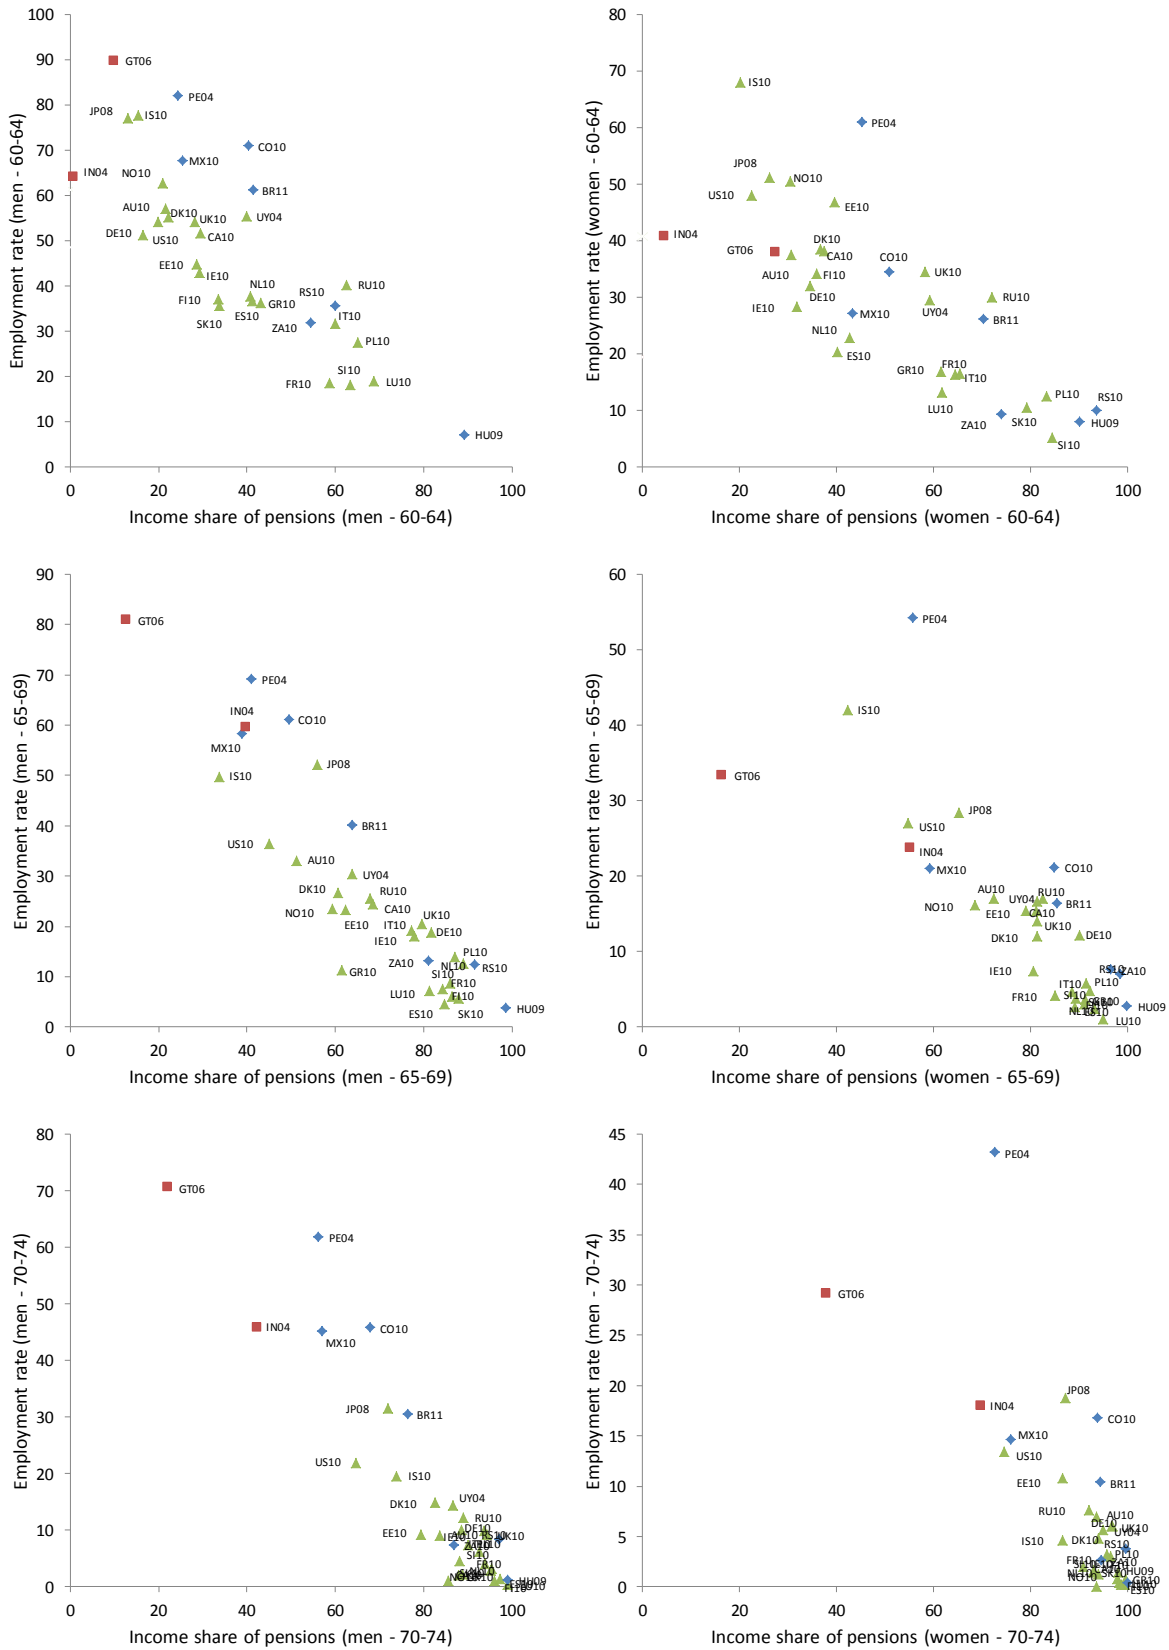 100
90
80
70
60
50
40
30
20
10
0
0 20 40 60 80 100
Employment rate (men - 60-64)
Income share of pensions (men - 60-64)
GT06
PE04
JP08
IS10
CO10
MX10
IN04
NO10
BR11
AU10
DK10
UK10
UY04
DE10
US10
CA10
EE10
IE10
NL10
RS10
RU10
FI10
ES10
GR10
SK10
ZA10
IT10
PL10
SI10
FR10
LU10
HU09
80
70
60
50
40
30
20
10
0
0 20 40 60 80 100
Employment rate (women - 60-64)
Income share of pensions (women - 60-64)
IS10
PE04
JP08
NO10
US10
EE10
IN04
DK10
GT06
CA10
CO10
AU10
FI10
UK10
DE10
RU10
IE10
MX10
UY04
BR11
NL10
ES10
FR10
GR10
IT10
PL10
RS10
LU10
ZA10
SK10
HU09
SI10
90
80
70
60
50
40
30
20
10
0
0 20 40 60 80 100
Employment rate (men - 65-69)
Income share of pensions (men - 65-69)
GT06
PE04
IN04
CO10
MX10
IS10
JP08
BR11
US10
AU10
UY04
DK10
RU10
NO10
CA10
EE10
UK10
IT10
DE10
IE10
PL10
ZA10
NL10
RS10
GR10
SI10
FR10
LU10
FI10
ES10
SK10
HU09
60
50
40
30
20
10
0
0 20 40 60 80 100
Employment rate (men - 65-69)
Income share of pensions (women - 65-69)
PE04
IS10
GT06
JP08
US10
IN04
MX10
CO10
AU10
RU10
NO10
UY04
BR11
EE10
CA10
UK10
DK10
DE10
IE10
RS10
ZA10
IT10
PL10
FR10
SI10
NL10
HU09
LU10
80
70
60
50
40
30
20
10
0
0 20 40 60 80 100
Employment rate (men - 70-74)
Income share of pensions (men - 70-74)
GT06
PE04
IN04
CO10
MX10
JP08
BR11
US10
IS10
DK10
UY04
RU10
EE10
DE10
UK10
SI10
FR10
HU09
45
40
35
30
25
20
15
10
5
0
0 20 40 60 80 100
Employment rate (men - 70-74)
Income share of pensions (women - 70-74)
PE04
GT06
JP08
IN04
CO10
MX10
US10
EE10
BR11
RU10
AU10
DE10
UK10
UY04
IS10
DK10
RS10
PL10
FR10
NO10
HU09